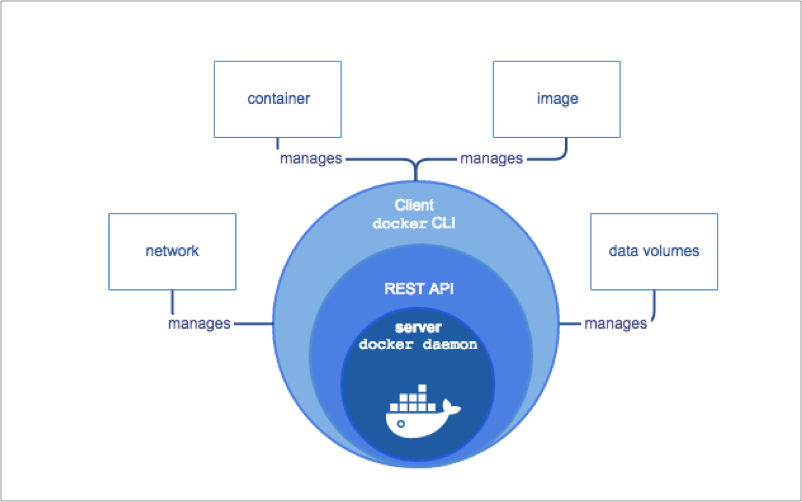 container
image
manages
manages
Client
docker CLI
network
data volumes
REST API
manages
server
manages
docker daemon